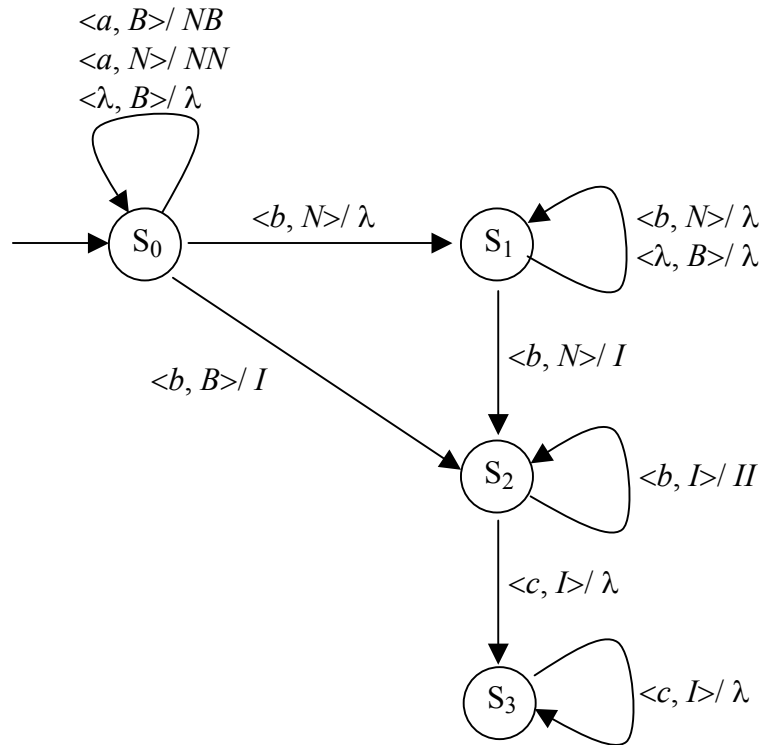 <a, B>/ NB
<a, N>/ NN
<λ, B>/ λ
<b, N>/ λ
<b, N>/ λ
<λ, B>/ λ
S₀
S₁
<b, N>/ I
<b, B>/ I
S₂
<b, I>/ II
<c, I>/ λ
S₃
<c, I>/ λ